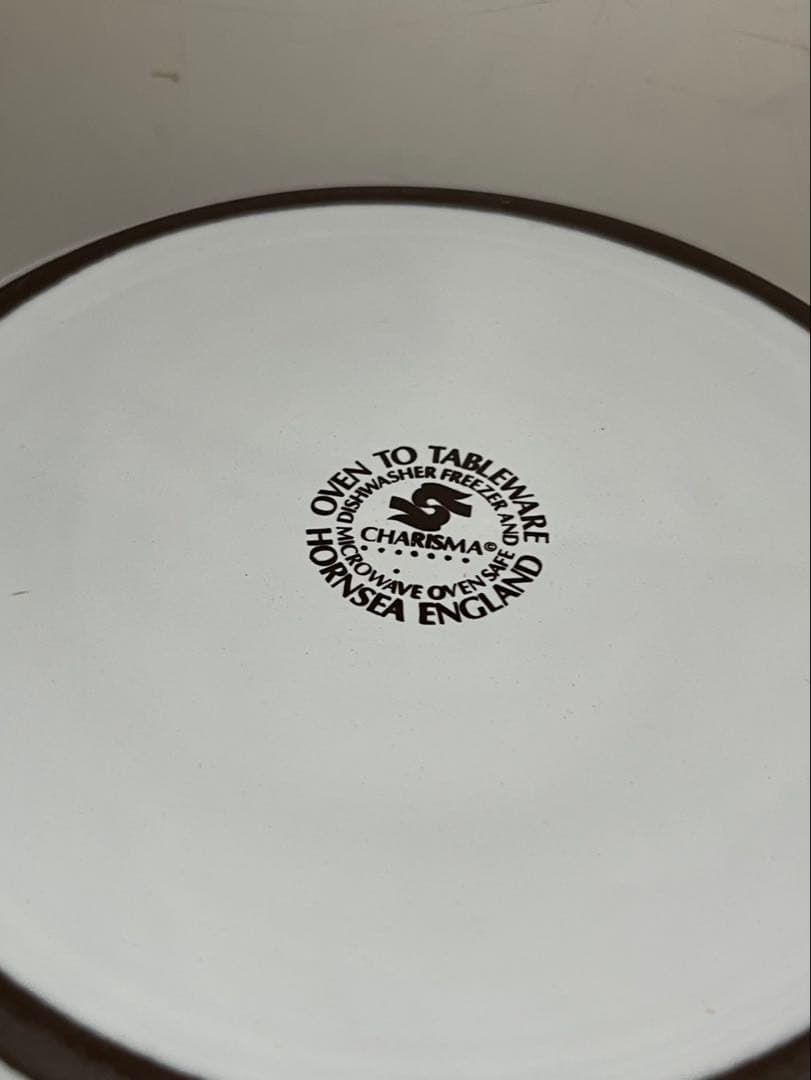 OVEN TO TABLEWARE
DISHWASHER FREEZER AND
CHARISMA©
MICROWAVE OVEN SAFE
HORNSEA ENGLAND